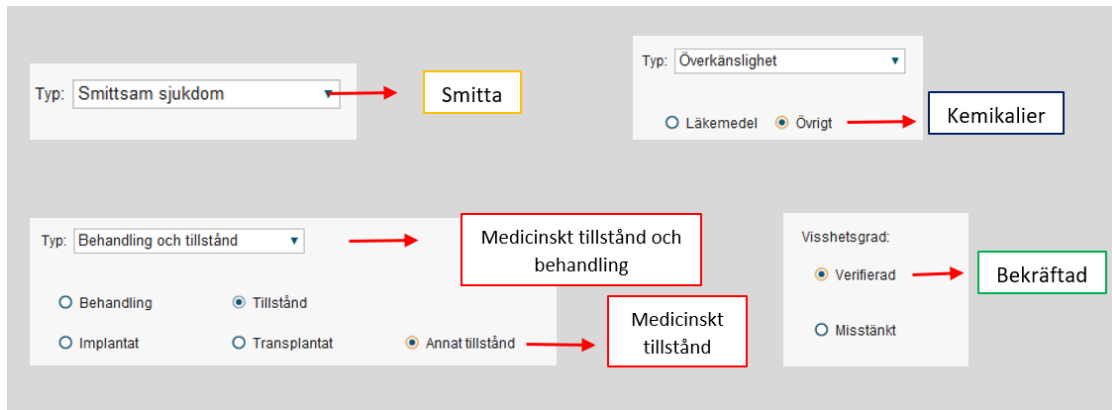 Typ: Smittsam sjukdom
Smitta
Typ: Överkänslighet
Läkemedel Övrigt
Kemikalier
Typ: Behandling och tillstånd
Behandling Tillstånd
Implantat Transplantat Annat tillstånd
Medicinskt tillstånd och
behandling
Medicinskt
tillstånd
Visshetsgrad:
Verifierad
Misstänkt
Bekräftad